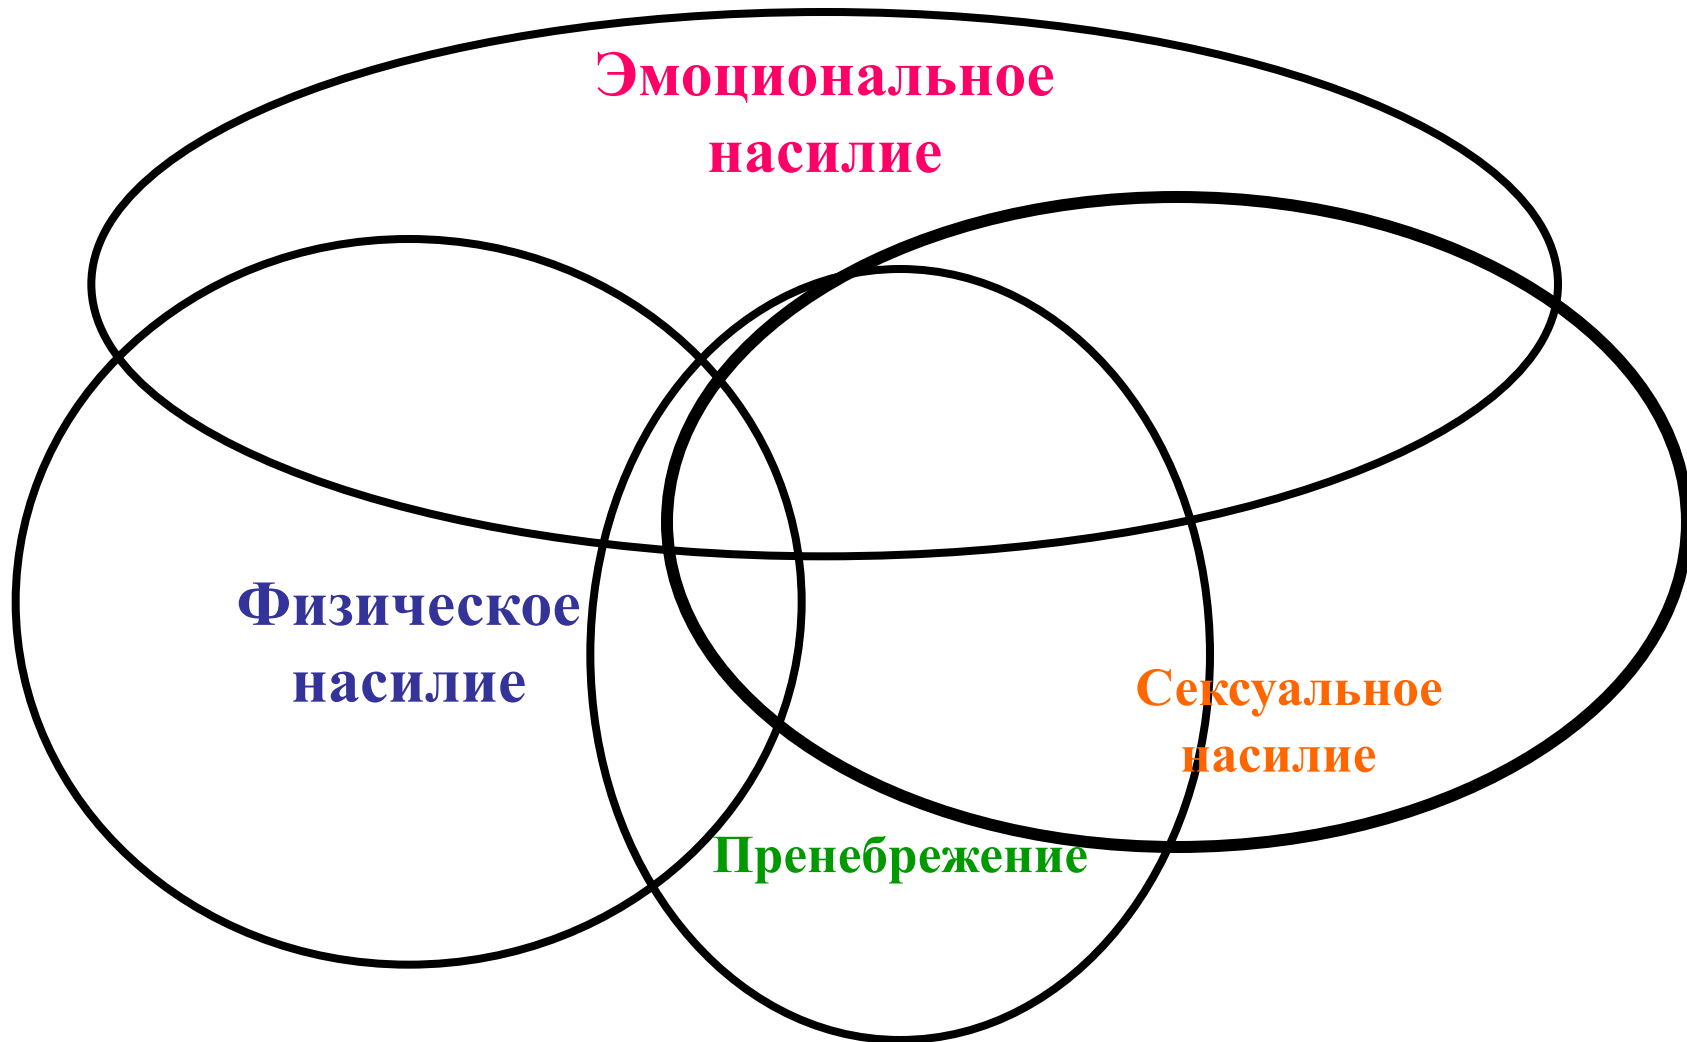 Эмоциональное
насилие
Физическое
насилие
Сексуальное
насилие
Пренебрежение